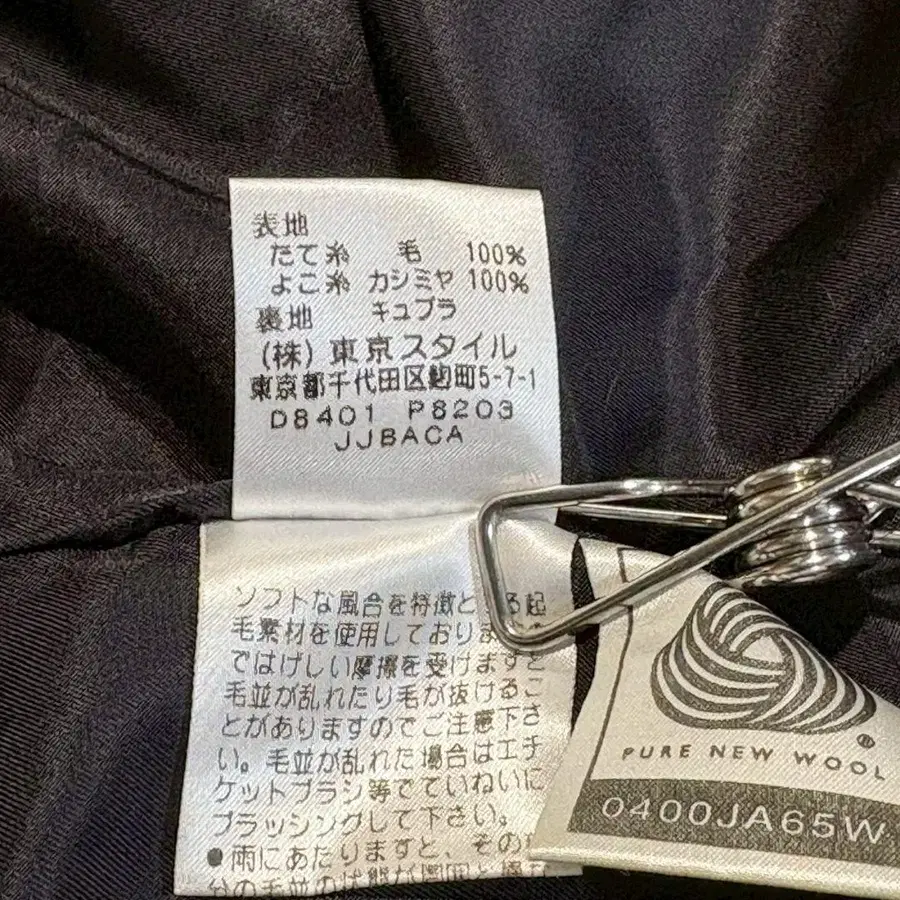 表地
たて糸 毛 100%
よこ糸 カシミヤ 100%
裏地 キュプラ
(株) 東京スタイル
東京都千代田区麹町5-7-1
D8401 P8203
JJBACA
ソフトな風合を特徴と る起
毛素材を使用しておりま
ではげしい摩擦を受けますと
毛並が乱れたり毛が抜けるこ
とがありますのでご注意下さ
い。毛並が乱れた場合はエチ
ケットブラシ等でていねいに
ブラッシングして下さい。
●雨にあたりますと、その
分の毛並の状態が
PURE NEW WOOL
0400JA65W